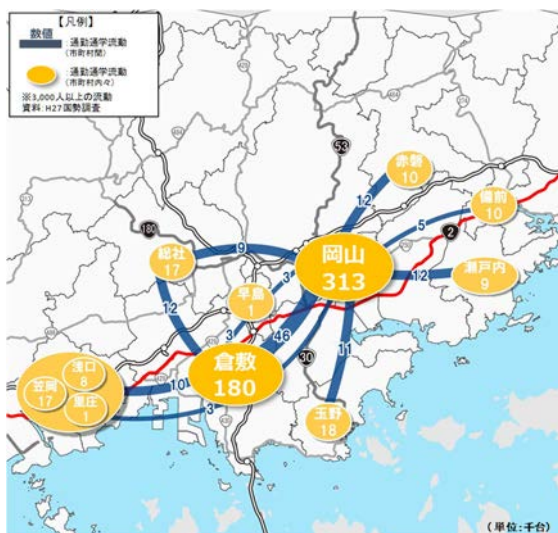 【凡例】
数値
:通勤通学流動
(市町村間)
:通勤通学流動
(市町村内々)
※3,000人以上の流動
資料:H27国勢調査
53
赤磐
10
12
備前
10
5
2
180
9
総社
17
岡山
313
瀬戸内
9
12
早島
1
3
12
3
46
11
倉敷
180
30
浅口
8
笠岡
17
里庄
1
10
3
玉野
18
(単位:千台)